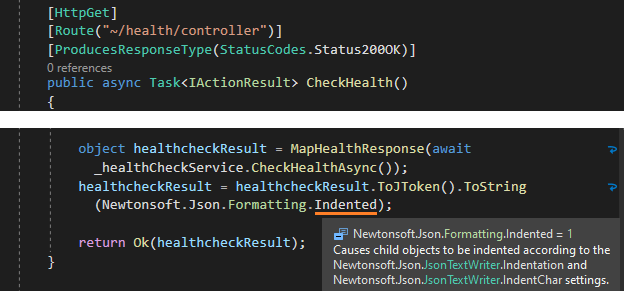 [HttpGet]
[Route("~/health/controller")]
[ProducesResponseType(StatusCodes.Status200OK)]
0 references
public async Task<IActionResult> CheckHealth()
{
object healthcheckResult = MapHealthResponse(await
_healthCheckService.CheckHealthAsync());
healthcheckResult = healthcheckResult.ToJToken().ToString
(Newtonsoft.Json.Formatting.Indented);
return Ok(healthcheckResult);
}
Newtonsoft.Json.Formatting.Indented = 1
Causes child objects to be indented according to the
Newtonsoft.Json.JsonTextWriter.Indentation and
Newtonsoft.Json.JsonTextWriter.IndentChar settings.